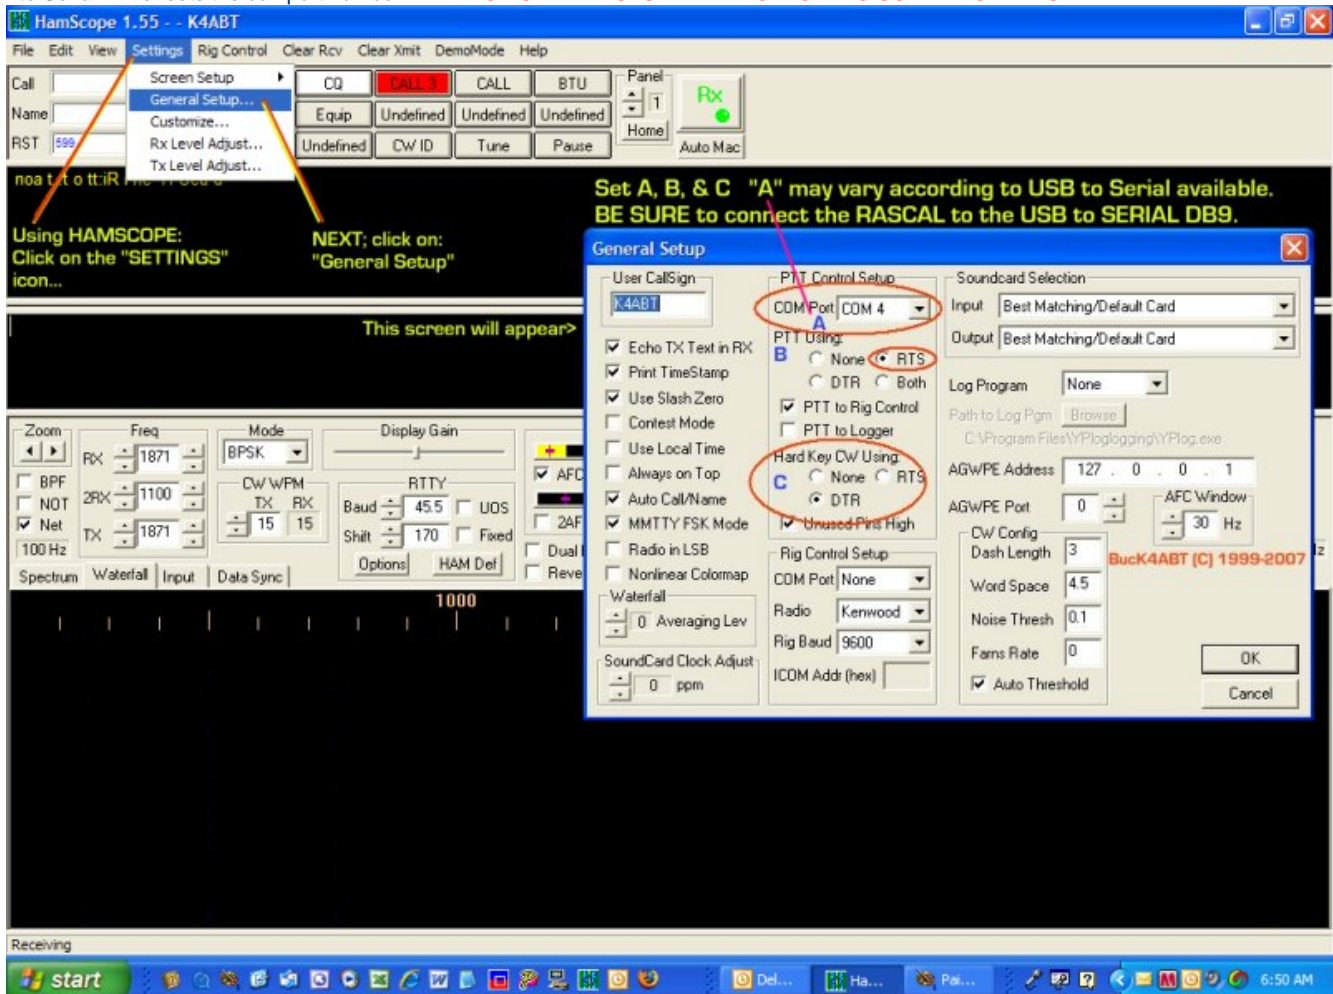 HamScope 1.55 - - K4ABT
File Edit View Settings Rig Control Clear Rcv Clear Xmit DemoMode Help
Call
Name
RST 599
Screen Setup
General Setup...
Customize...
Rx Level Adjust...
Tx Level Adjust...
CQ CALL 3 CALL BTU
Equip Undefined Undefined Undefined
Undefined CW ID Tune Pause
Panel
1
Home
Rx
Auto Mac
Using HAMSCOPE:
Click on the "SETTINGS"
icon...
NEXT; click on:
"General Setup"
Set A, B, & C "A" may vary according to USB to Serial available.
BE SURE to connect the RASCAL to the USB to SERIAL DB9.
This screen will appear>
General Setup
User CallSign
K4ABT
Echo TX Text in RX
Print TimeStamp
Use Slash Zero
Contest Mode
Use Local Time
Always on Top
Auto Call/Name
MMTTY FSK Mode
Radio in LSB
Nonlinear Colormap
Waterfall
0 Averaging Lev
SoundCard Clock Adjust
0 ppm
PTT Control Setup
COM Port COM 4
A
PTT Using:
B None RTS
DTR Both
PTT to Rig Control
PTT to Logger
Hard Key CW Using:
C None RTS
DTR
Unused Pins High
Rig Control Setup
COM Port None
Radio Kenwood
Rig Baud 9600
ICOM Addr (hex)
Soundcard Selection
Input Best Matching/Default Card
Output Best Matching/Default Card
Log Program None
Path to Log Pgm Browse
C:\Program Files\YPloglogging\YPlog.exe
AGWPE Address 127 . 0 . 0 . 1
AGWPE Port 0
AFC Window
30 Hz
CW Config
Dash Length 3
Word Space 4.5
Noise Thresh 0.1
Farns Rate 0
Auto Threshold
BucK4ABT (C) 1999-2007
OK
Cancel
Zoom
BPF
NOT
Net
100 Hz
Freq
RX 1871
2RX 1100
TX 1871
Mode
BPSK
CW WPM
TX RX
15 15
Display Gain
RTTY
Baud 45.5 UOS
Shift 170 Fixed
Options HAM Def
AFC
2AF
Dual
Reve
Spectrum Waterfall Input Data Sync
1000
Receiving
start Del... Ha... Pai... 6:50 AM